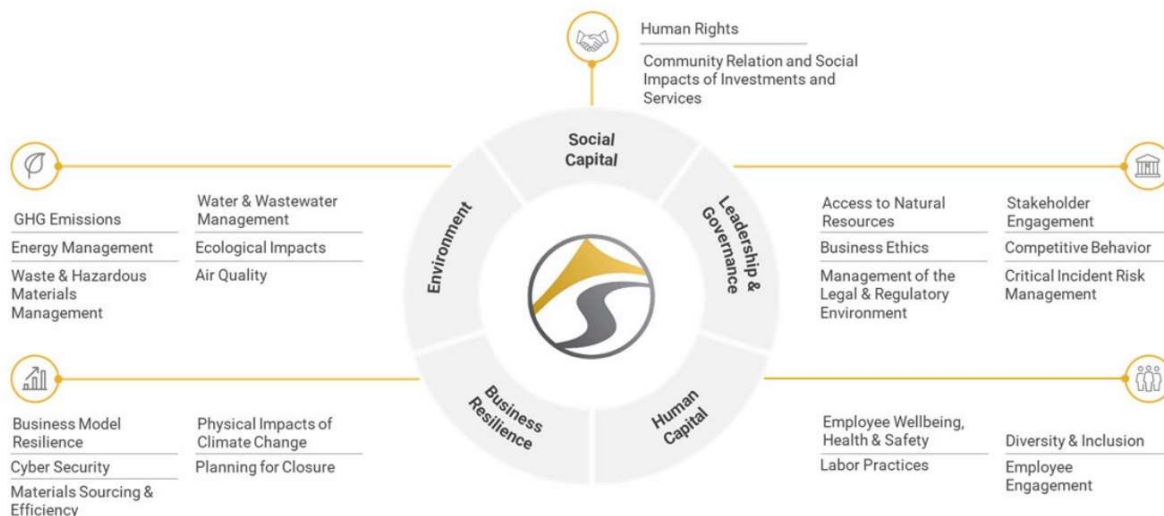 Human Rights
Community Relation and Social
Impacts of Investments and
Services
Social
Capital
Environment
Leadership &
Governance
Business
Resilience
Human
Capital
GHG Emissions
Energy Management
Waste & Hazardous
Materials
Management
Water & Wastewater
Management
Ecological Impacts
Air Quality
Access to Natural
Resources
Business Ethics
Management of the
Legal & Regulatory
Environment
Stakeholder
Engagement
Competitive Behavior
Critical Incident Risk
Management
Business Model
Resilience
Cyber Security
Materials Sourcing &
Efficiency
Physical Impacts of
Climate Change
Planning for Closure
Employee Wellbeing,
Health & Safety
Labor Practices
Diversity & Inclusion
Employee
Engagement